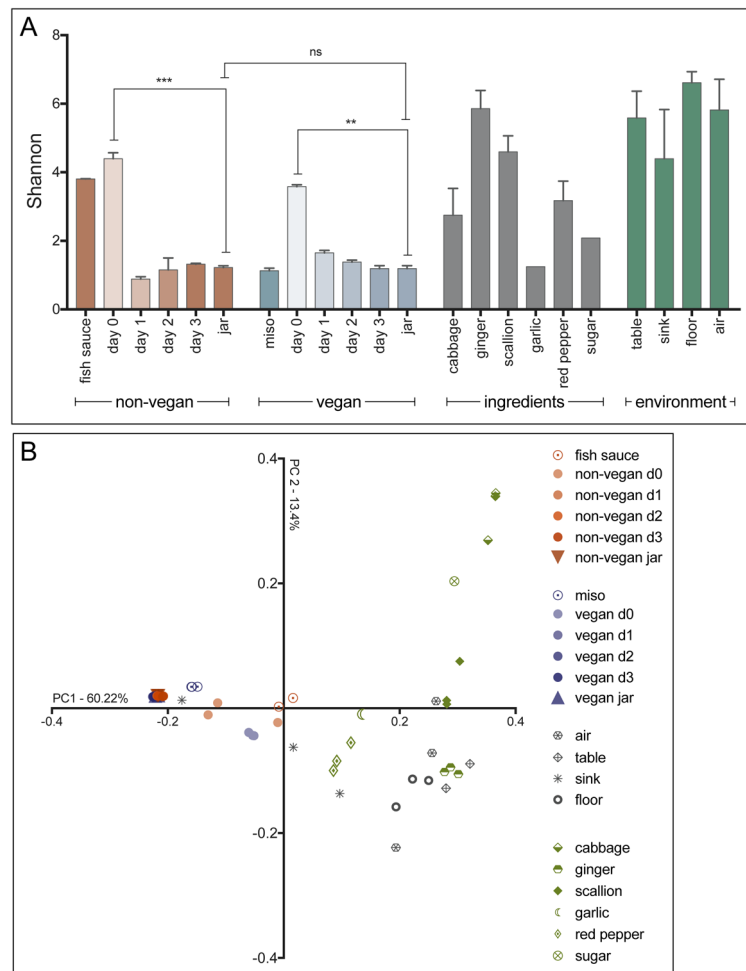 A
Shannon
8
6
4
2
0
***
ns
**
fish sauce
day 0
day 1
day 2
day 3
jar
miso
day 0
day 1
day 2
day 3
jar
cabbage
ginger
scallion
garlic
red pepper
sugar
table
sink
floor
air
non-vegan
vegan
ingredients
environment
B
PC 2 - 13.4%
PC1 - 60.22%
0.4
0.2
-0.2
-0.4
-0.4
-0.2
0.2
0.4
fish sauce
non-vegan d0
non-vegan d1
non-vegan d2
non-vegan d3
non-vegan jar
miso
vegan d0
vegan d1
vegan d2
vegan d3
vegan jar
air
table
sink
floor
cabbage
ginger
scallion
garlic
red pepper
sugar